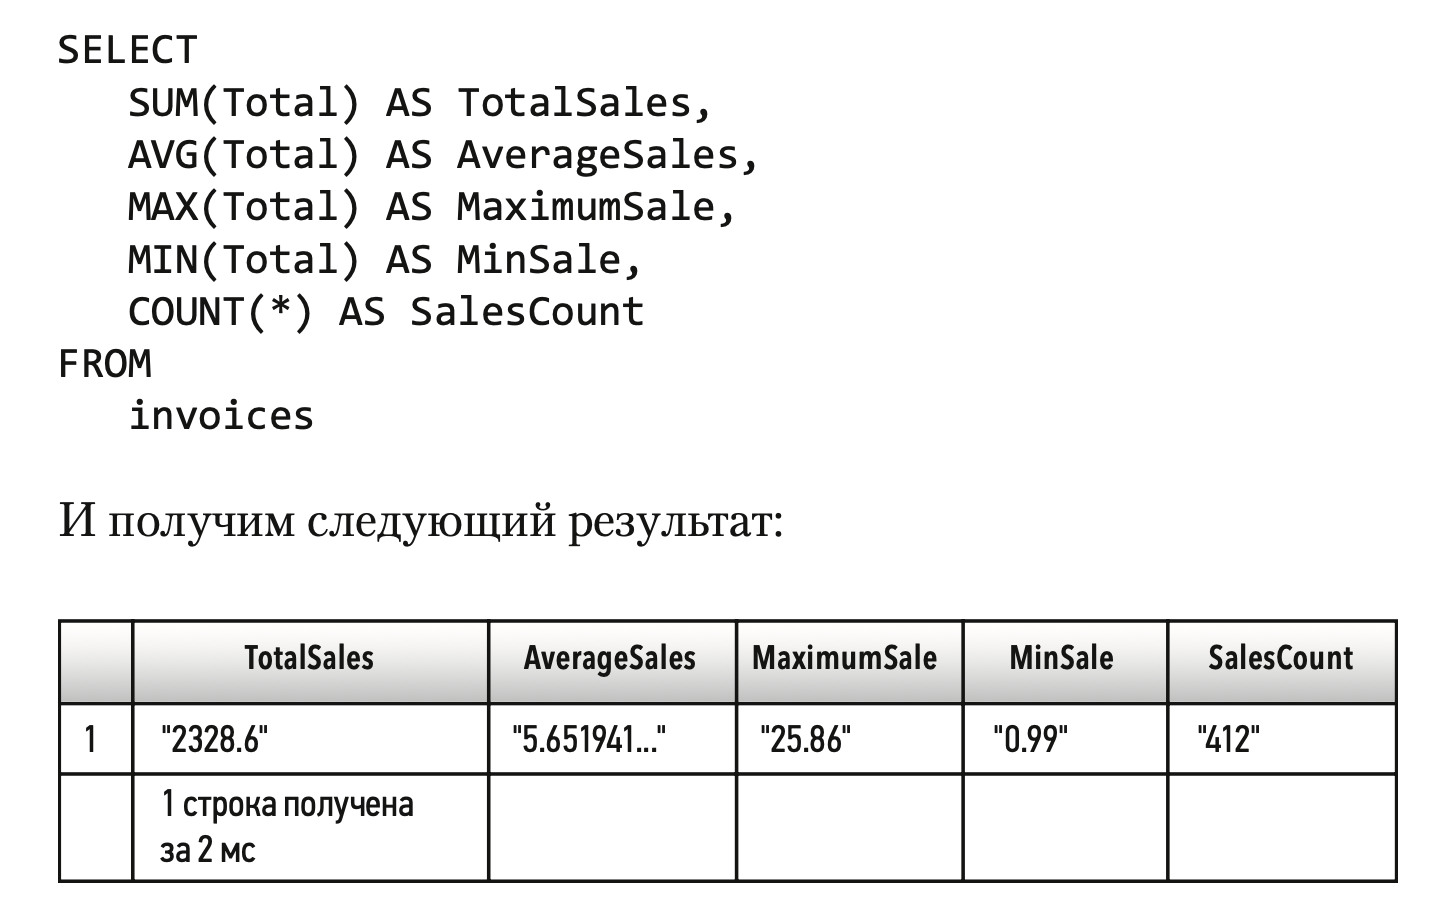 SELECT
SUM(Total) AS TotalSales,
AVG(Total) AS AverageSales,
MAX(Total) AS MaximumSale,
MIN(Total) AS MinSale,
COUNT(*) AS SalesCount
FROM
invoices
И получим следующий результат:
TotalSales AverageSales MaximumSale MinSale SalesCount
1 "2328.6" "5.651941..." "25.86" "0.99" "412"
1 строка получена
за 2 мс